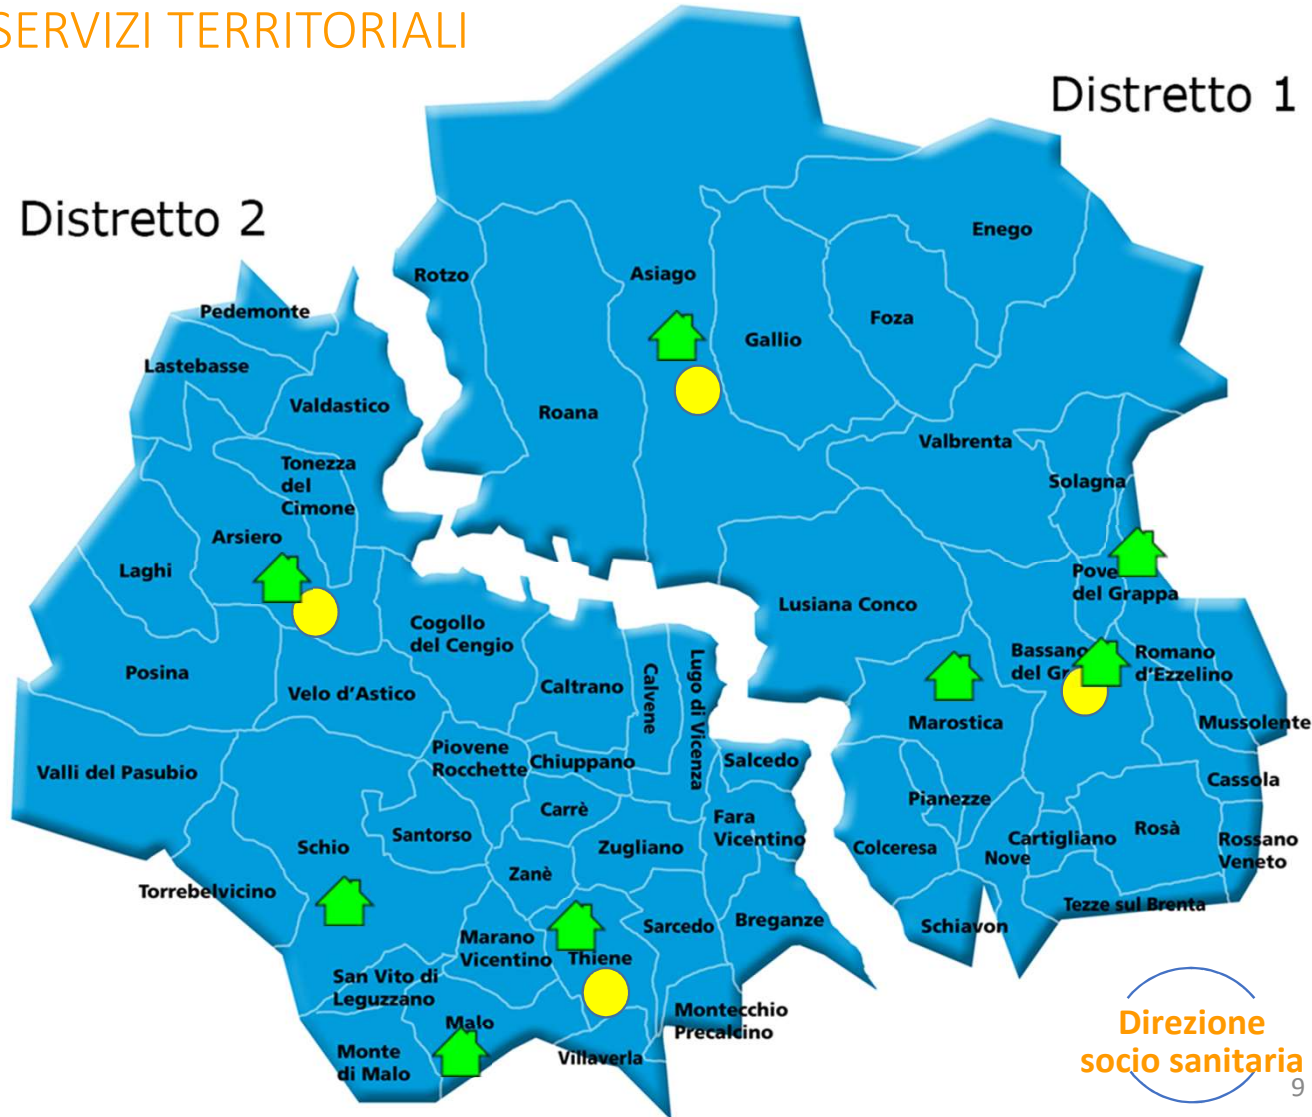 SERVIZI TERRITORIALI
Distretto 1
Distretto 2
Enego
Rotzo
Asiago
Pedemonte
Foza
Gallio
Lastebasse
Valdastico
Roana
Valbrenta
Tonezza
del
Cimone
Solagna
Arsiero
Laghi
Pove
del Grappa
Lusiana Conco
Cogollo
del Cengio
Bassano
del Gr
Romano
d'Ezzelino
Posina
Velo d'Astico
Caltrano
Calvene
Lugo di Vicenza
Marostica
Mussolente
Piovene
Rocchette
Chiuppano
Salcedo
Valli del Pasubio
Cassola
Carrè
Pianezze
Fara
Vicentino
Santorso
Schio
Zugliano
Colceresa
Nove
Cartigliano
Rosà
Rossano
Veneto
Zanè
Torrebelvicino
Tezze sul Brenta
Sarcedo
Breganze
Schiavon
Marano
Vicentino
Thiene
San Vito di
Leguzzano
Montecchio
Precalcino
Malo
Monte
di Malo
Villaverla
Direzione
socio sanitaria
9